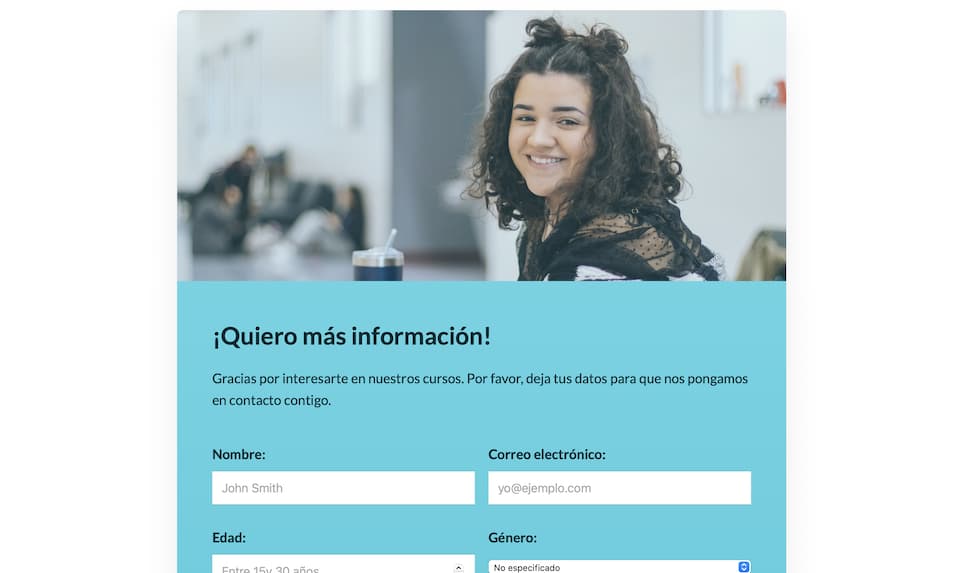 ¡Quiero más información!
Gracias por interesarte en nuestros cursos. Por favor, deja tus datos para que nos pongamos
en contacto contigo.
Nombre:
Correo electrónico:
John Smith
yo@ejemplo.com
Edad:
Género:
Entre 15y 30 años
No especificado